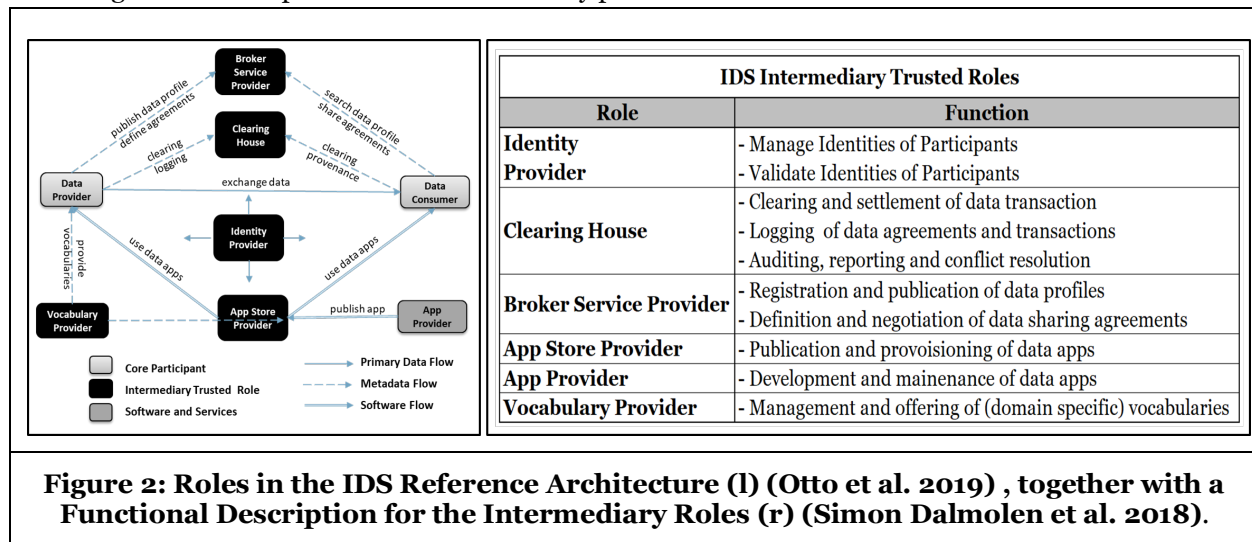 Broker
Service
Provider
publish data profile
define agreements
search data profile
share agreements
Clearing
House
clearing
logging
clearing
provenance
Data
Provider
exchange data
Data
Consumer
Identity
Provider
provide
vocabularies
use data apps
use data apps
Vocabulary
Provider
App Store
Provider
publish app
App
Provider
Core Participant
Intermediary Trusted Role
Software and Services
Primary Data Flow
Metadata Flow
Software Flow
IDS Intermediary Trusted Roles
Role Function
Identity - Manage Identities of Participants
Provider - Validate Identities of Participants
- Clearing and settlement of data transaction
Clearing House - Logging of data agreements and transactions
- Auditing, reporting and conflict resolution
Broker Service Provider - Registration and publication of data profiles
- Definition and negotiation of data sharing agreements
App Store Provider - Publication and provoisioning of data apps
App Provider - Development and mainenance of data apps
Vocabulary Provider - Management and offering of (domain specific) vocabularies
Figure 2: Roles in the IDS Reference Architecture (l) (Otto et al. 2019) , together with a
Functional Description for the Intermediary Roles (r) (Simon Dalmolen et al. 2018).